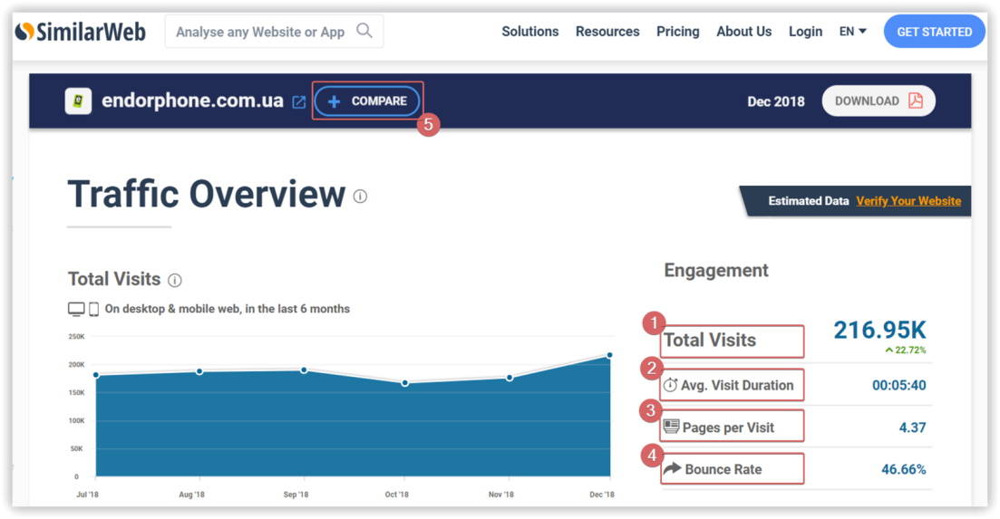 SimilarWeb
Analyse any Website or App
Solutions Resources Pricing About Us Login EN GET STARTED
endorphone.com.ua + COMPARE
Dec 2018 DOWNLOAD
5
Traffic Overview
Estimated Data Verify Your Website
Total Visits
On desktop & mobile web, in the last 6 months
250K
200K
150K
100K
50K
0
Jul '18 Aug '18 Sep '18 Oct '18 Nov '18 Dec '18
Engagement
1
Total Visits 216.95K
22.72%
2
Avg. Visit Duration 00:05:40
3
Pages per Visit 4.37
4
Bounce Rate 46.66%